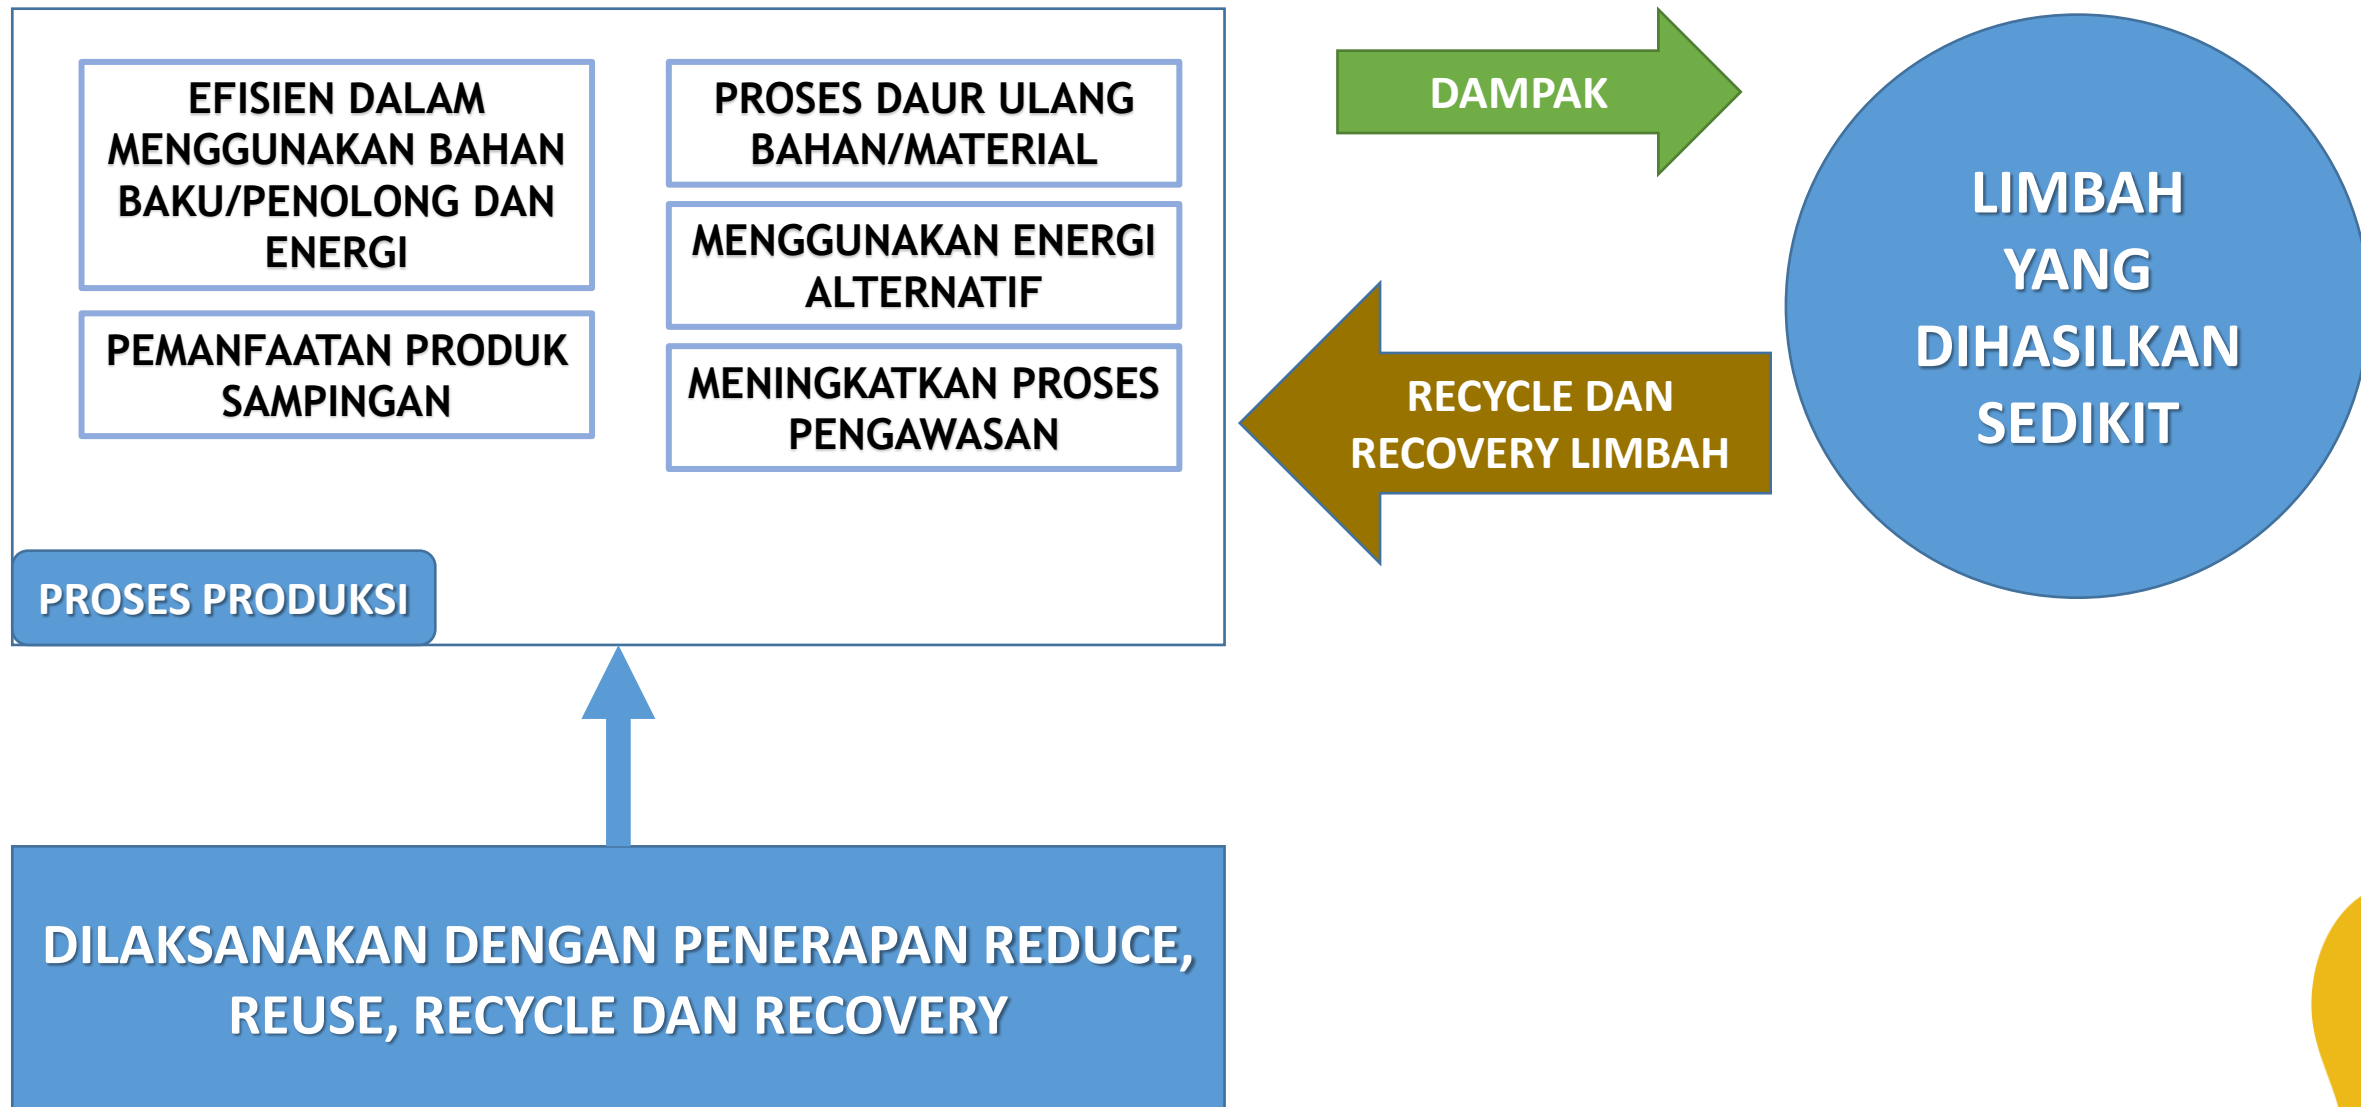 EFISIEN DALAM
MENGGUNAKAN BAHAN
BAKU/PENOLONG DAN
ENERGI
PEMANFAATAN PRODUK
SAMPINGAN
PROSES DAUR ULANG
BAHAN/MATERIAL
MENGGUNAKAN ENERGI
ALTERNATIF
MENINGKATKAN PROSES
PENGAWASAN
PROSES PRODUKSI
DAMPAK
RECYCLE DAN
RECOVERY LIMBAH
LIMBAH
YANG
DIHASILKAN
SEDIKIT
DILAKSANAKAN DENGAN PENERAPAN REDUCE,
REUSE, RECYCLE DAN RECOVERY